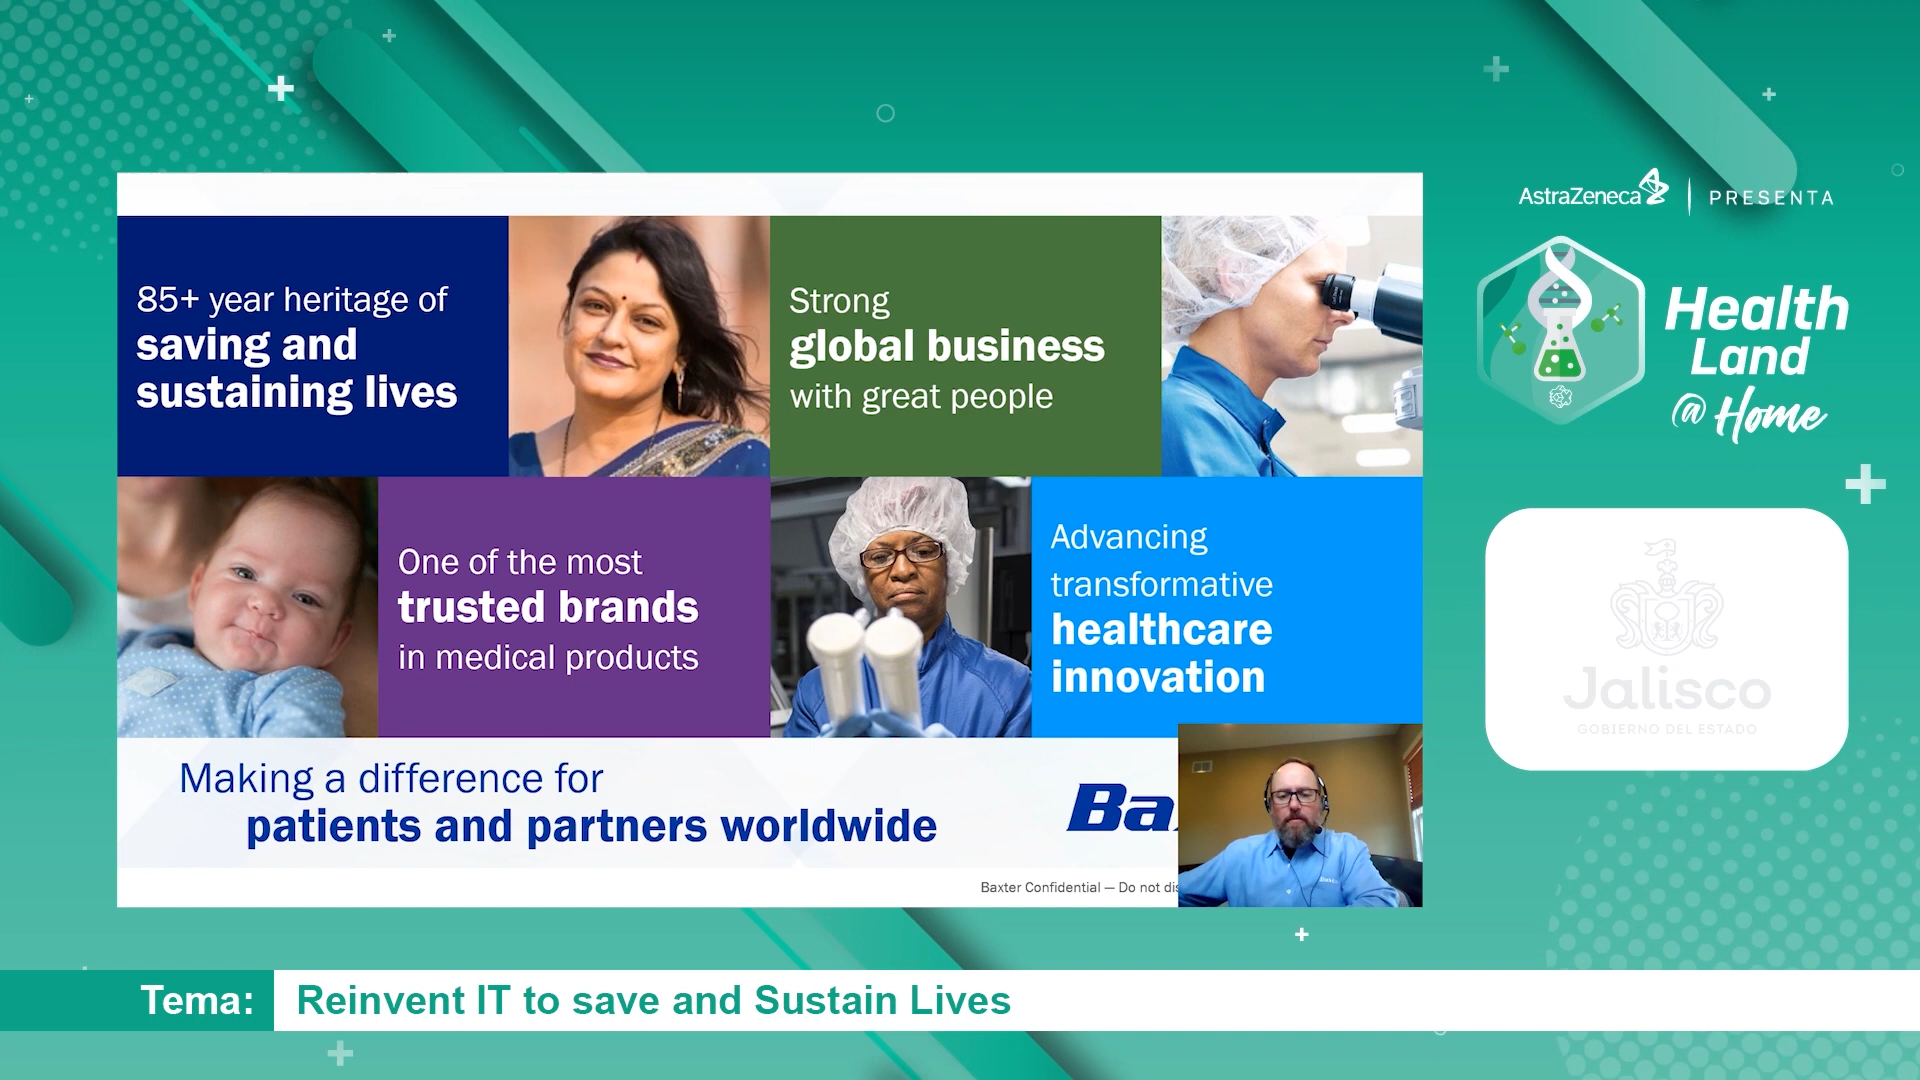 AstraZeneca
PRESENTA
Health
Land
@ Home
85+ year heritage of
saving and
sustaining lives
Strong
global business
with great people
One of the most
trusted brands
in medical products
Advancing
transformative
healthcare
innovation
Making a difference for
patients and partners worldwide
Ba
Baxter Confidential — Do not dis
Jalisco
GOBIERNO DEL ESTADO
Tema:
Reinvent IT to save and Sustain Lives